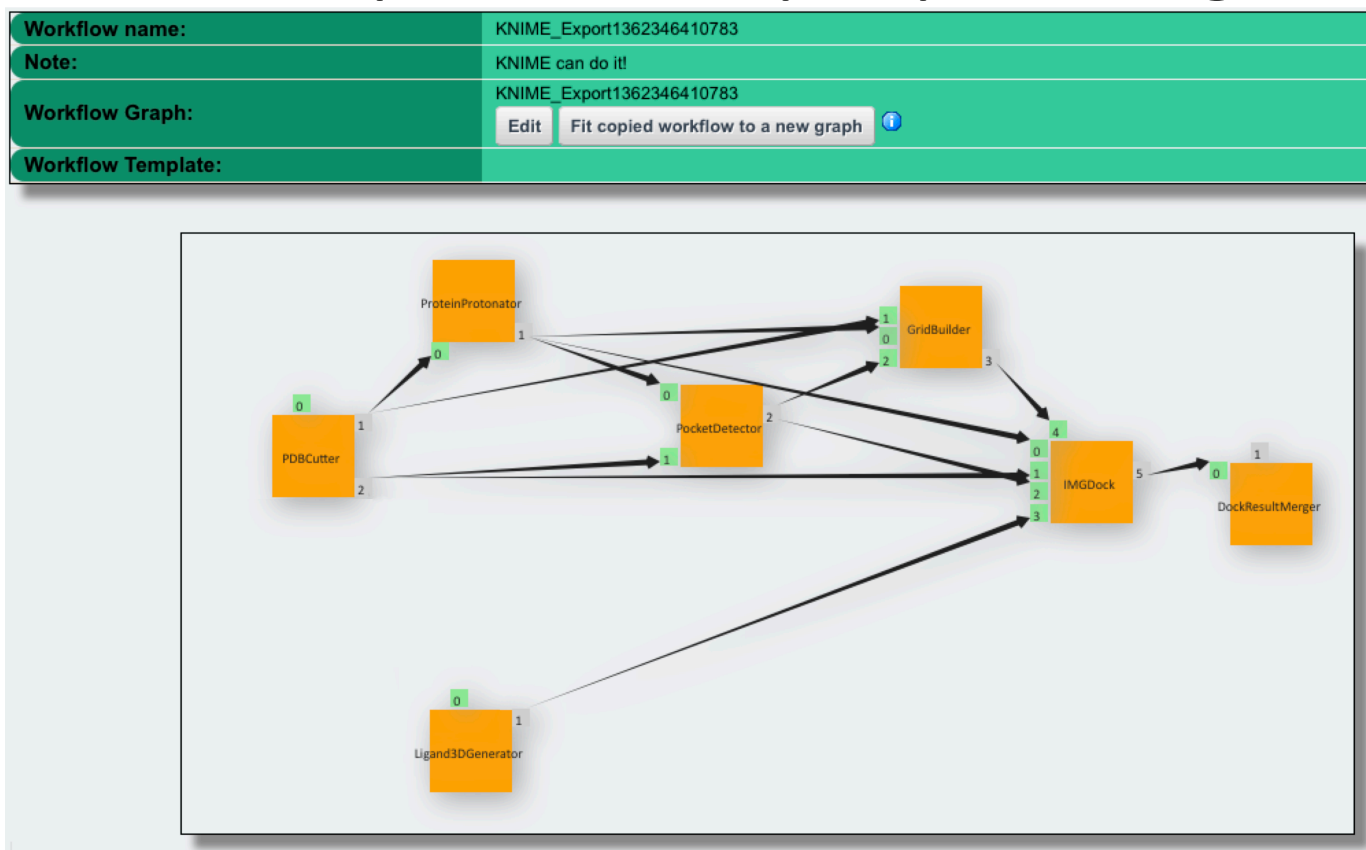 Workflow name: KNIME_Export1362346410783
Note: KNIME can do it!
Workflow Graph: KNIME_Export1362346410783
Edit Fit copied workflow to a new graph
Workflow Template:
ProteinProtonator
1
0
1
0
2
GridBuilder
3
0
PDBCutter
1
2
0
1
PocketDetector
2
4
0
1
2
3
IMGDock
5
1
0
DockResultMerger
0
1
Ligand3DGenerator